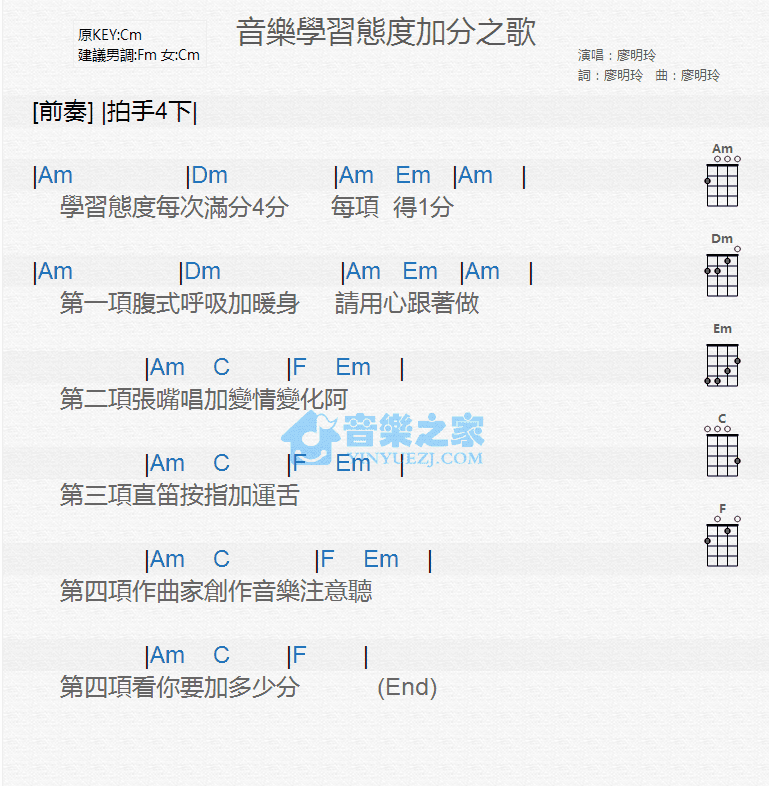 音樂學習態度加分之歌
原KEY:Cm
建議男調:Fm 女:Cm
演唱：廖明玲
詞：廖明玲 曲：廖明玲
[前奏] |拍手4下|
|Am |Dm |Am Em |Am |
學習態度每次滿分4分 每項 得1分
|Am |Dm |Am Em |Am |
第一項腹式呼吸加暖身 請用心跟著做
|Am C |F Em |
第二項張嘴唱加變情變化阿
音樂之家
YINYUEZJ.COM
|Am C |F Em |
第三項直笛按指加運舌
|Am C |F Em |
第四項作曲家創作音樂注意聽
|Am C |F |
第四項看你要加多少分 (End)
Am
Dm
Em
C
F